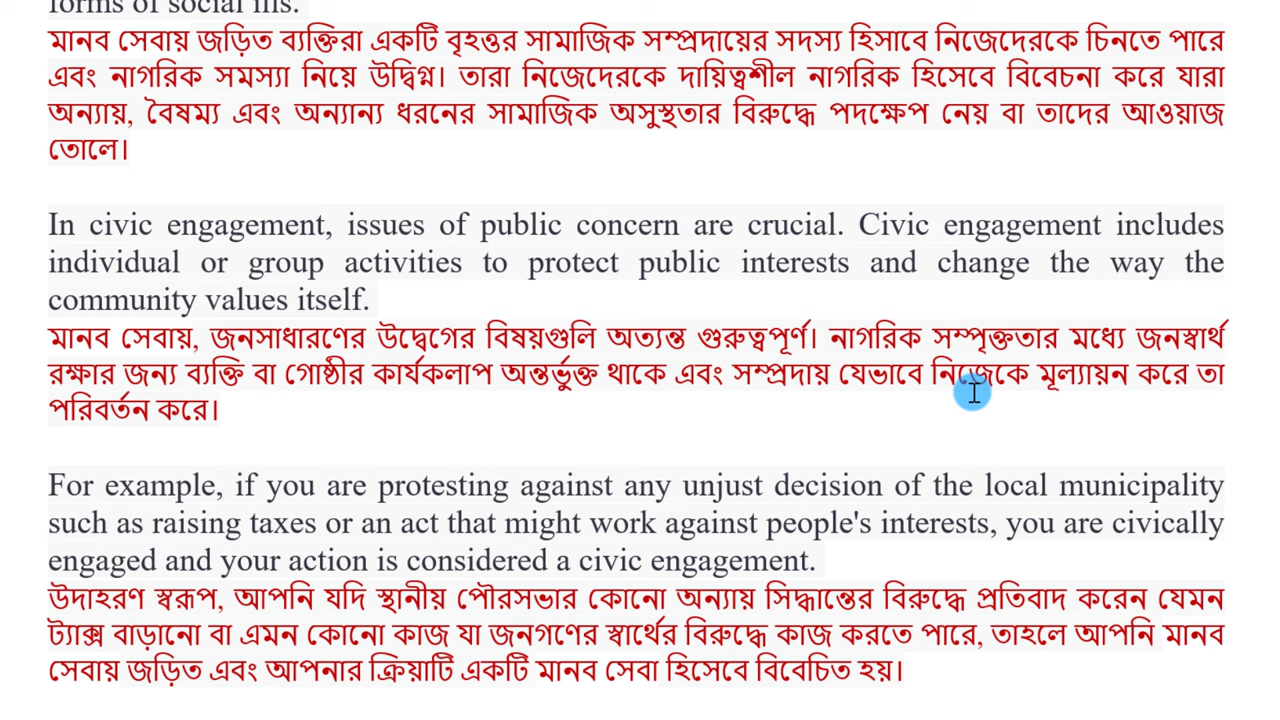 forms of social ills.
মানব সেবায় জড়িত ব্যক্তিরা একটি বৃহত্তর সামাজিক সম্প্রদায়ের সদস্য হিসাবে নিজেদেরকে চিনতে পারে
এবং নাগরিক সমস্যা নিয়ে উদ্বিগ্ন। তারা নিজেদেরকে দায়িত্বশীল নাগরিক হিসেবে বিবেচনা করে যারা
অন্যায়, বৈষম্য এবং অন্যান্য ধরনের সামাজিক অসুস্থতার বিরুদ্ধে পদক্ষেপ নেয় বা তাদের আওয়াজ
তোলে।
In civic engagement, issues of public concern are crucial. Civic engagement includes
individual or group activities to protect public interests and change the way the
community values itself.
মানব সেবায়, জনসাধারণের উদ্বেগের বিষয়গুলি অত্যন্ত গুরুত্বপূর্ণ। নাগরিক সম্পৃক্ততার মধ্যে জনস্বার্থ
রক্ষার জন্য ব্যক্তি বা গোষ্ঠীর কার্যকলাপ অন্তর্ভুক্ত থাকে এবং সম্প্রদায় যেভাবে নিজেকে মূল্যায়ন করে তা
পরিবর্তন করে।
For example, if you are protesting against any unjust decision of the local municipality
such as raising taxes or an act that might work against people's interests, you are civically
engaged and your action is considered a civic engagement.
উদাহরণ স্বরূপ, আপনি যদি স্থানীয় পৌরসভার কোনো অন্যায় সিদ্ধান্তের বিরুদ্ধে প্রতিবাদ করেন যেমন
ট্যাক্স বাড়ানো বা এমন কোনো কাজ যা জনগণের স্বার্থের বিরুদ্ধে কাজ করতে পারে, তাহলে আপনি মানব
সেবায় জড়িত এবং আপনার ক্রিয়াটি একটি মানব সেবা হিসেবে বিবেচিত হয়।